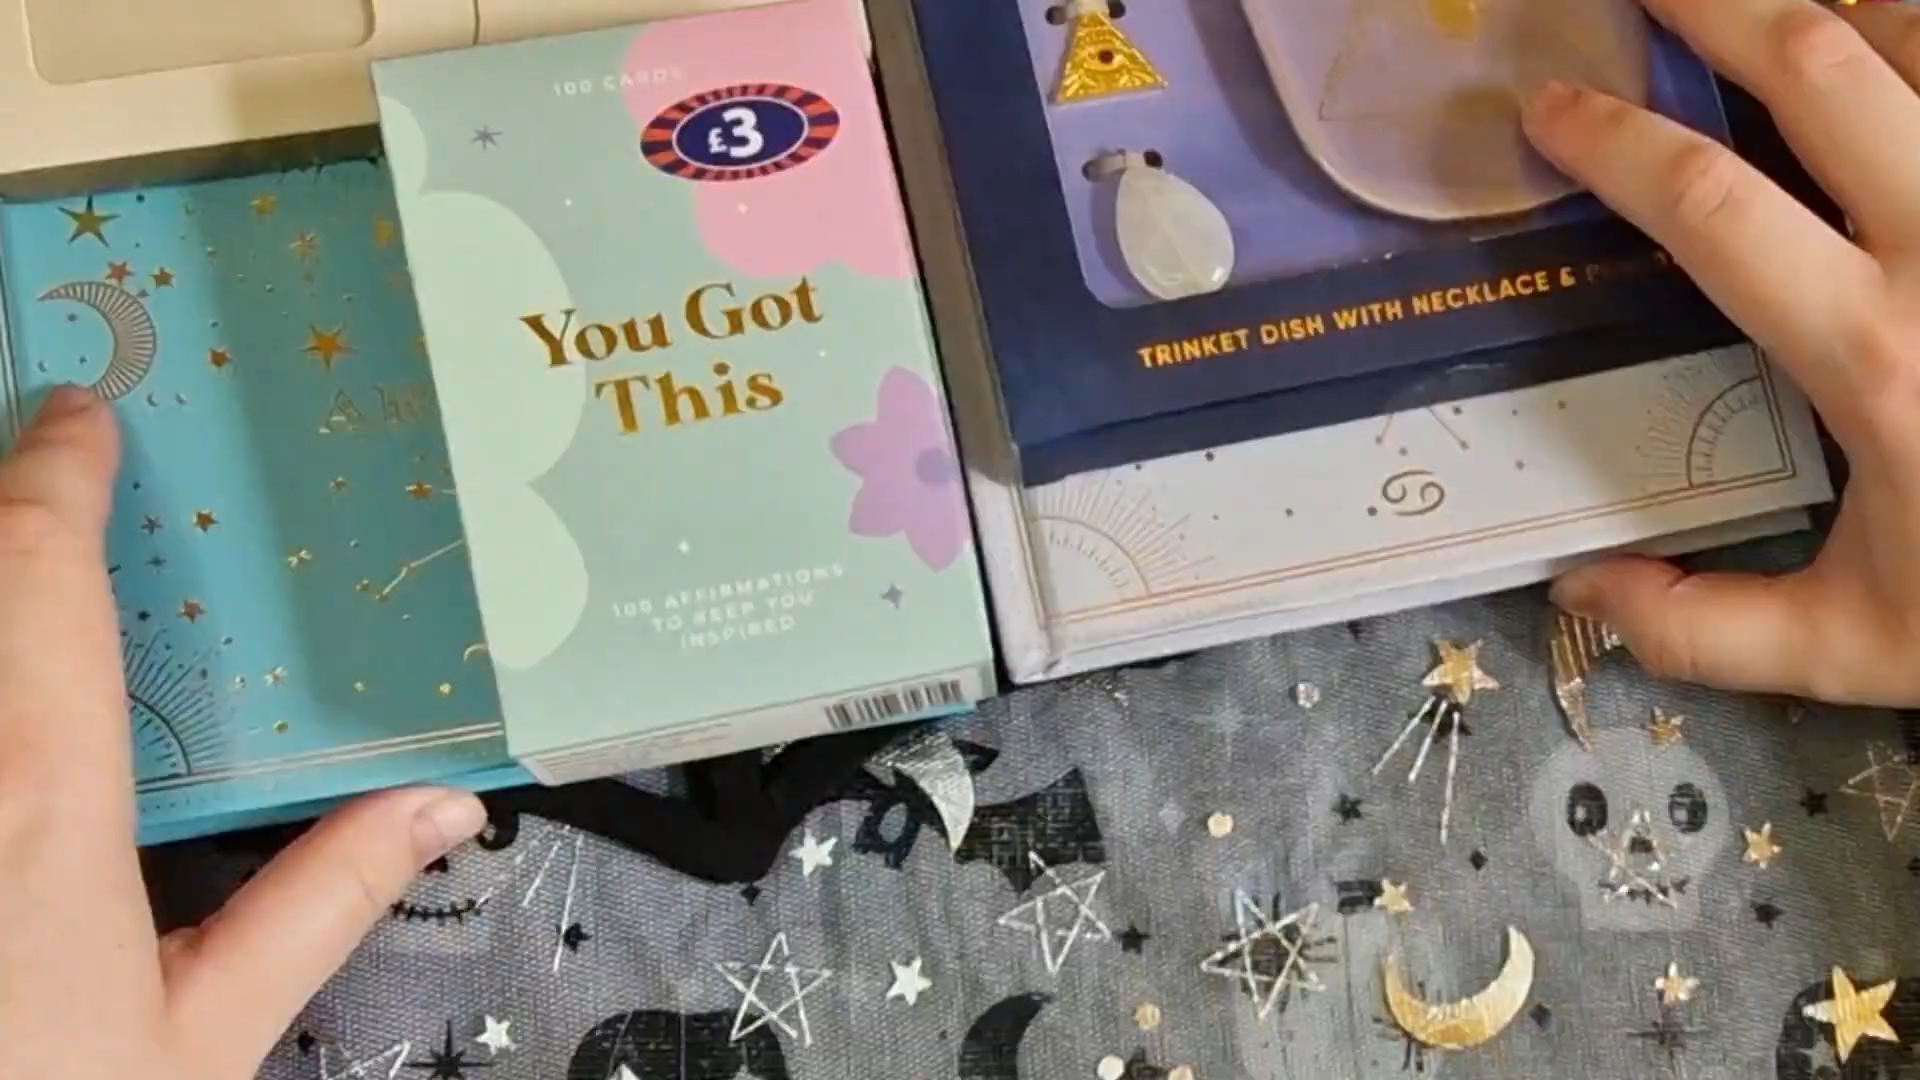 100 CARDS
£3
You Got
This
100 AFFIRMATIONS
TO KEEP YOU
INSPIRED
TRINKET DISH WITH NECKLACE &